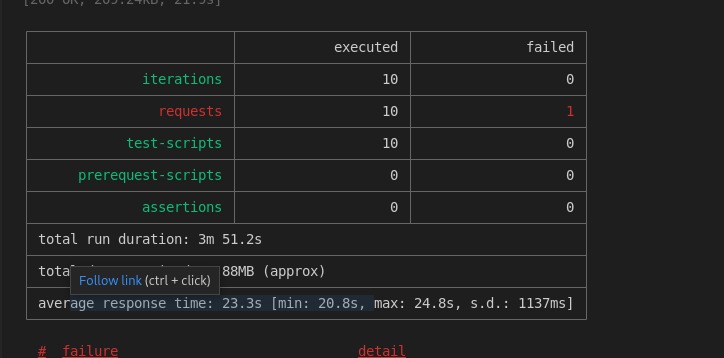 [200 OK, 205.24kB, 21.9s]
executed failed
iterations 10 0
requests 10 1
test-scripts 10 0
prerequest-scripts 0 0
assertions 0 0
total run duration: 3m 51.2s
tota 88MB (approx)
Follow link (ctrl + click)
average response time: 23.3s [min: 20.8s, max: 24.8s, s.d.: 1137ms]
# failure detail